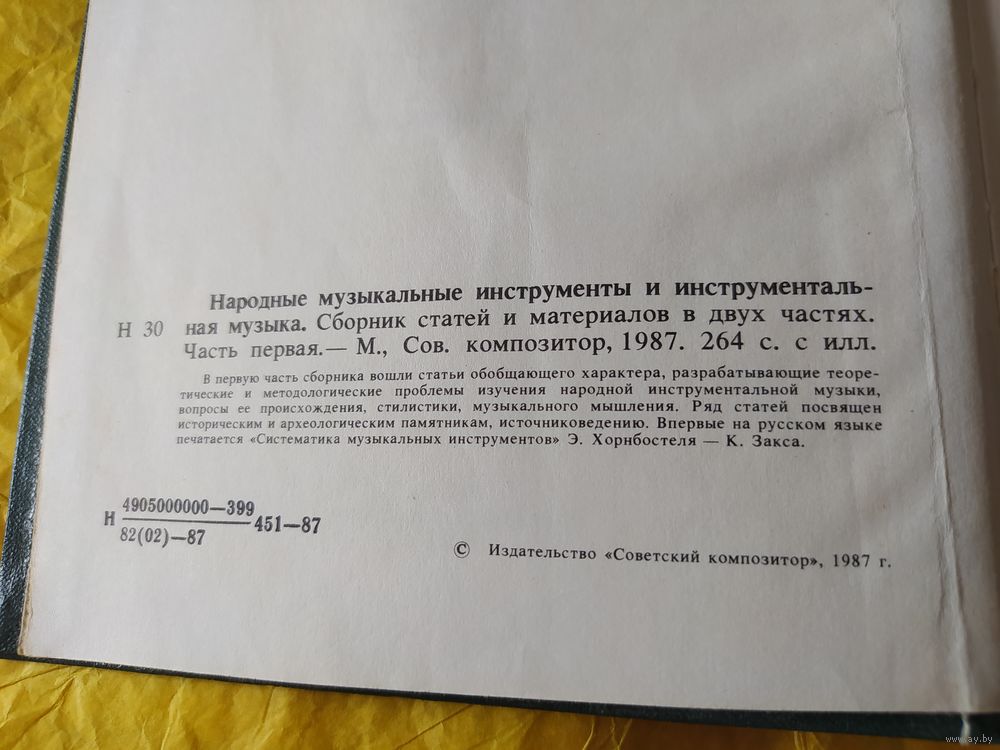 Народные музыкальные инструменты и инструменталь-
Н 30 ная музыка. Сборник статей и материалов в двух частях.
Часть первая.— М., Сов. композитор, 1987. 264 с. с илл.
В первую часть сборника вошли статьи обобщающего характера, разрабатывающие теоре-
тические и методологические проблемы изучения народной инструментальной музыки,
вопросы ее происхождения, стилистики, музыкального мышления. Ряд статей посвящен
историческим и археологическим памятникам, источниковедению. Впервые на русском языке
печатается «Систематика музыкальных инструментов» Э. Хорнбостеля — К. Закса.
4905000000—399
Н 451—87
82(02)—87
© Издательство «Советский композитор», 1987 г.
www.ay.by